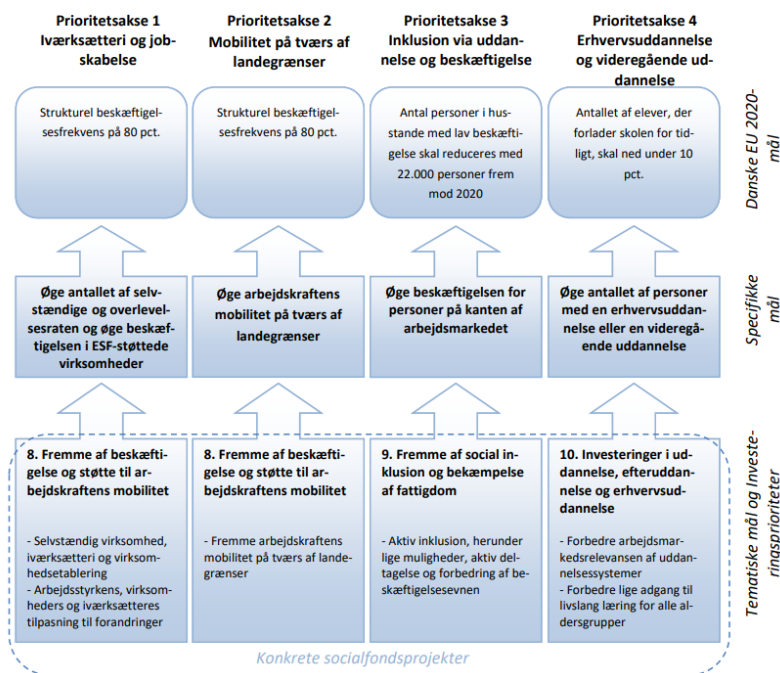 Prioritetsakse 1
Iværksætteri og job-
skabelse
Prioritetsakse 2
Mobilitet på tværs af
landegrænser
Prioritetsakse 3
Inklusion via uddan-
nelse og beskæftigelse
Prioritetsakse 4
Erhvervsuddannelse
og videregående ud-
dannelse
Strukturel beskæftigel-
sesfrekvens på 80 pct.
Strukturel beskæftigel-
sesfrekvens på 80 pct.
Antal personer i hus-
stande med lav beskæfti-
gelse skal reduceres med
22.000 personer frem
mod 2020
Antallet af elever, der
forlader skolen for tid-
ligt, skal ned under 10
pct.
Danske EU 2020-
mål
Øge antallet af selv-
stændige og overlevel-
sesraten og øge beskæf-
tigelsen i ESF-støttede
virksomheder
Øge arbejdskraftens
mobilitet på tværs af
landegrænser
Øge beskæftigelsen for
personer på kanten af
arbejdsmarkedet
Øge antallet af personer
med en erhvervsuddan-
nelse eller en videregå-
ende uddannelse
Specifikke
mål
8. Fremme af beskæfti-
gelse og støtte til ar-
bejdskraftens mobilitet
- Selvstændig virksomhed,
iværksætteri og virksom-
hedsetablering
- Arbejdsstyrkens, virksom-
heders og iværksætteres
tilpasning til forandringer
8. Fremme af beskæfti-
gelse og støtte til ar-
bejdskraftens mobilitet
- Fremme arbejdskraftens
mobilitet på tværs af lande-
grænser
9. Fremme af social in-
klusion og bekæmpelse
af fattigdom
- Aktiv inklusion, herunder
lige muligheder, aktiv del-
tagelse og forbedring af be-
skæftigelsesevnen
10. Investeringer i ud-
dannelse, efteruddan-
nelse og erhvervsud-
dannelse
- Forbedre arbejdsmar-
kedsrelevansen af uddan-
nelsessystemer
- Forbedre lige adgang til
livslang læring for alle al-
dersgrupper
Tematiske mål og Investe-
ringsprioriteter
Konkrete socialfondsprojekter